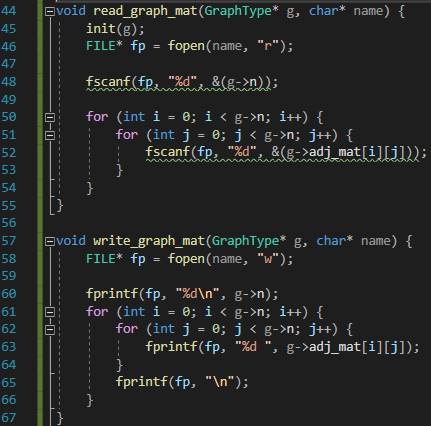 44 void read_graph_mat(GraphType* g, char* name) {
45 init(g);
46 FILE* fp = fopen(name, "r");
47
48 fscanf(fp, "%d", &(g->n));
49
50 for (int i = 0; i < g->n; i++) {
51 for (int j = 0; j < g->n; j++) {
52 fscanf(fp, "%d", &(g->adj_mat[i][j]));
53 }
54 }
55 }
56
57 void write_graph_mat(GraphType* g, char* name) {
58 FILE* fp = fopen(name, "w");
59
60 fprintf(fp, "%d\n", g->n);
61 for (int i = 0; i < g->n; i++) {
62 for (int j = 0; j < g->n; j++) {
63 fprintf(fp, "%d ", g->adj_mat[i][j]);
64 }
65 fprintf(fp, "\n");
66 }
67 }